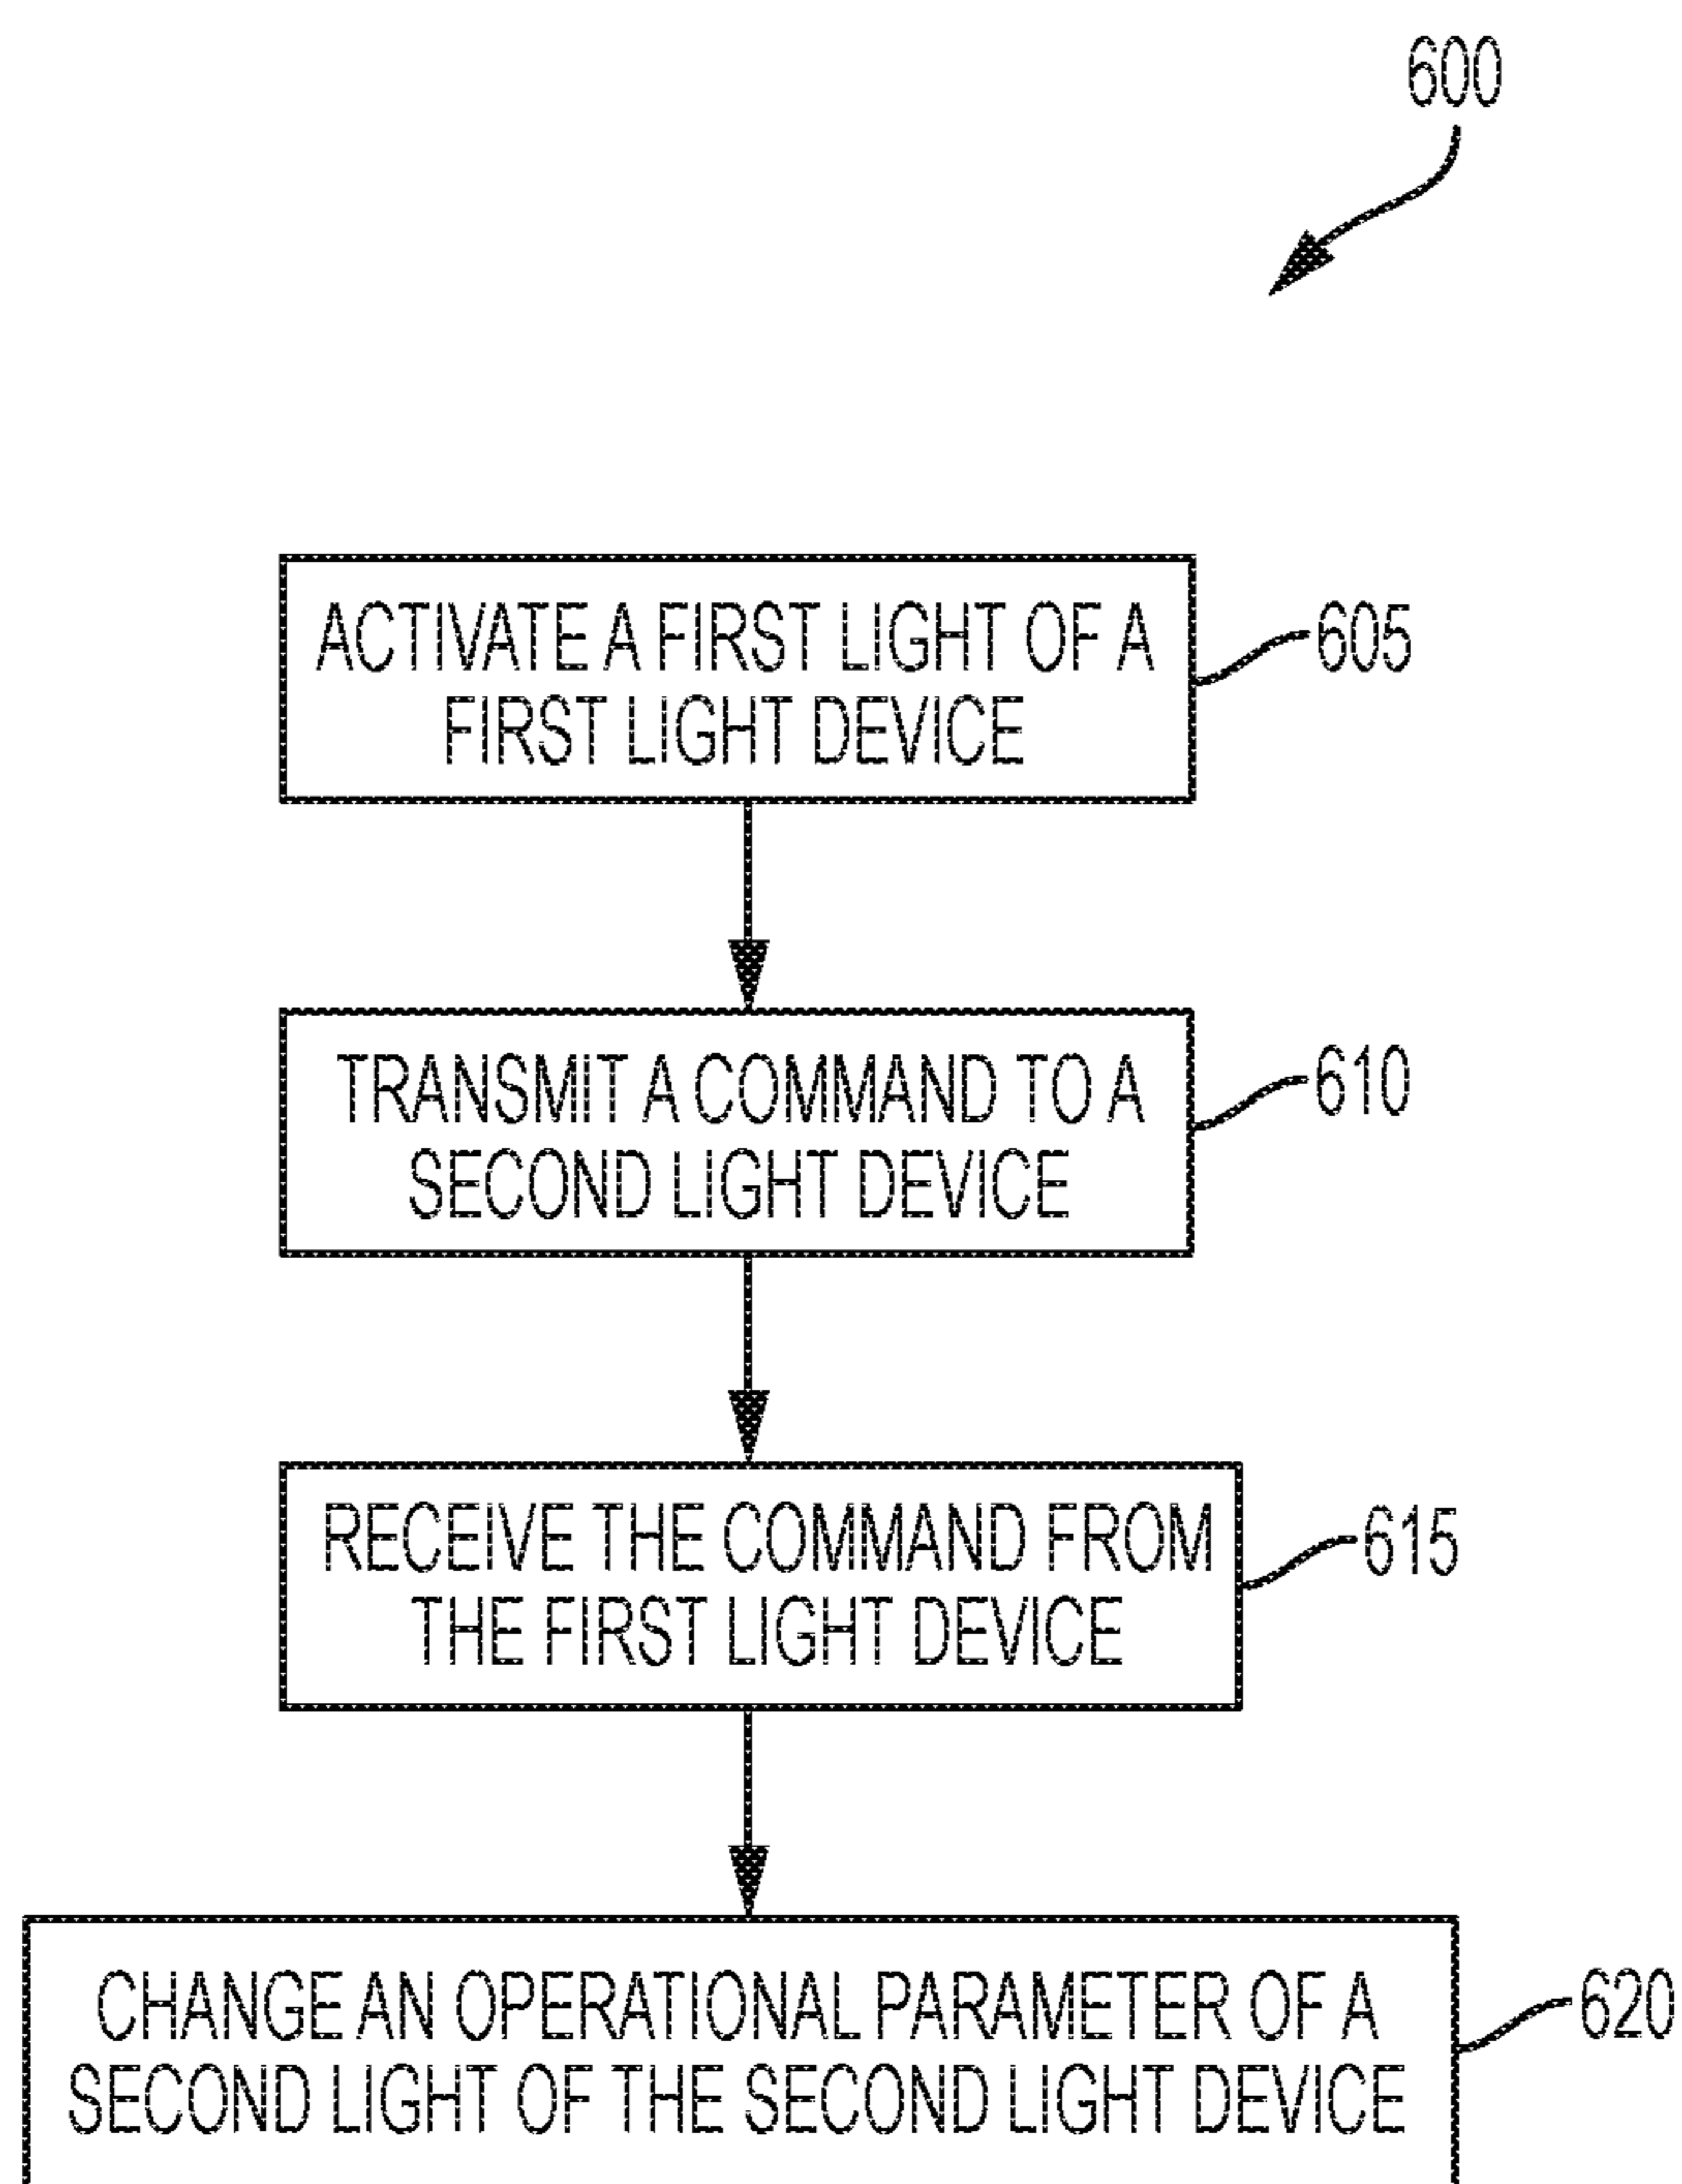 600
ACTIVATE A FIRST LIGHT OF A
FIRST LIGHT DEVICE
605
TRANSMIT A COMMAND TO A
SECOND LIGHT DEVICE
610
RECEIVE THE COMMAND FROM
THE FIRST LIGHT DEVICE
615
CHANGE AN OPERATIONAL PARAMETER OF A
SECOND LIGHT OF THE SECOND LIGHT DEVICE
620